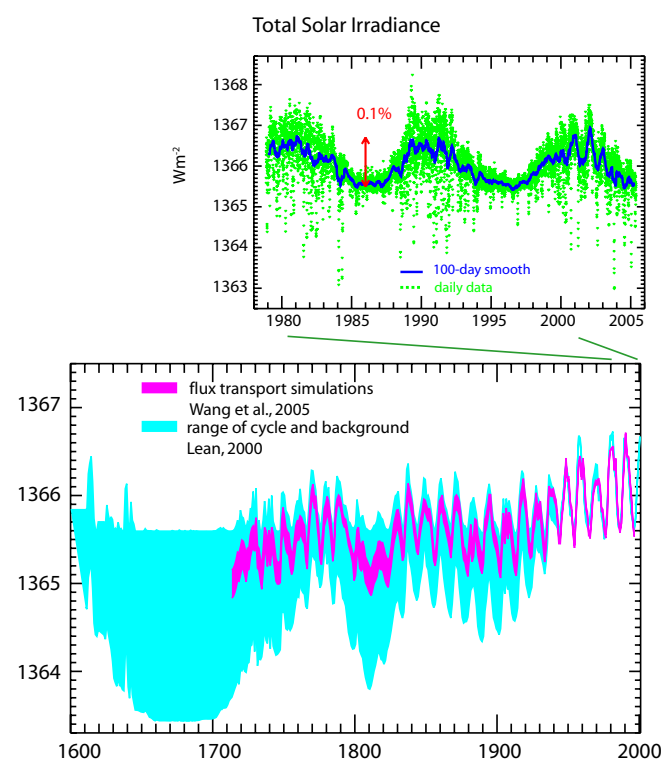 Total Solar Irradiance
1368
1367
1366
1365
1364
1363
Wm-2
0.1%
100-day smooth
daily data
1980 1985 1990 1995 2000 2005
flux transport simulations
Wang et al., 2005
range of cycle and background
Lean, 2000
1367
1366
1365
1364
1600 1700 1800 1900 2000